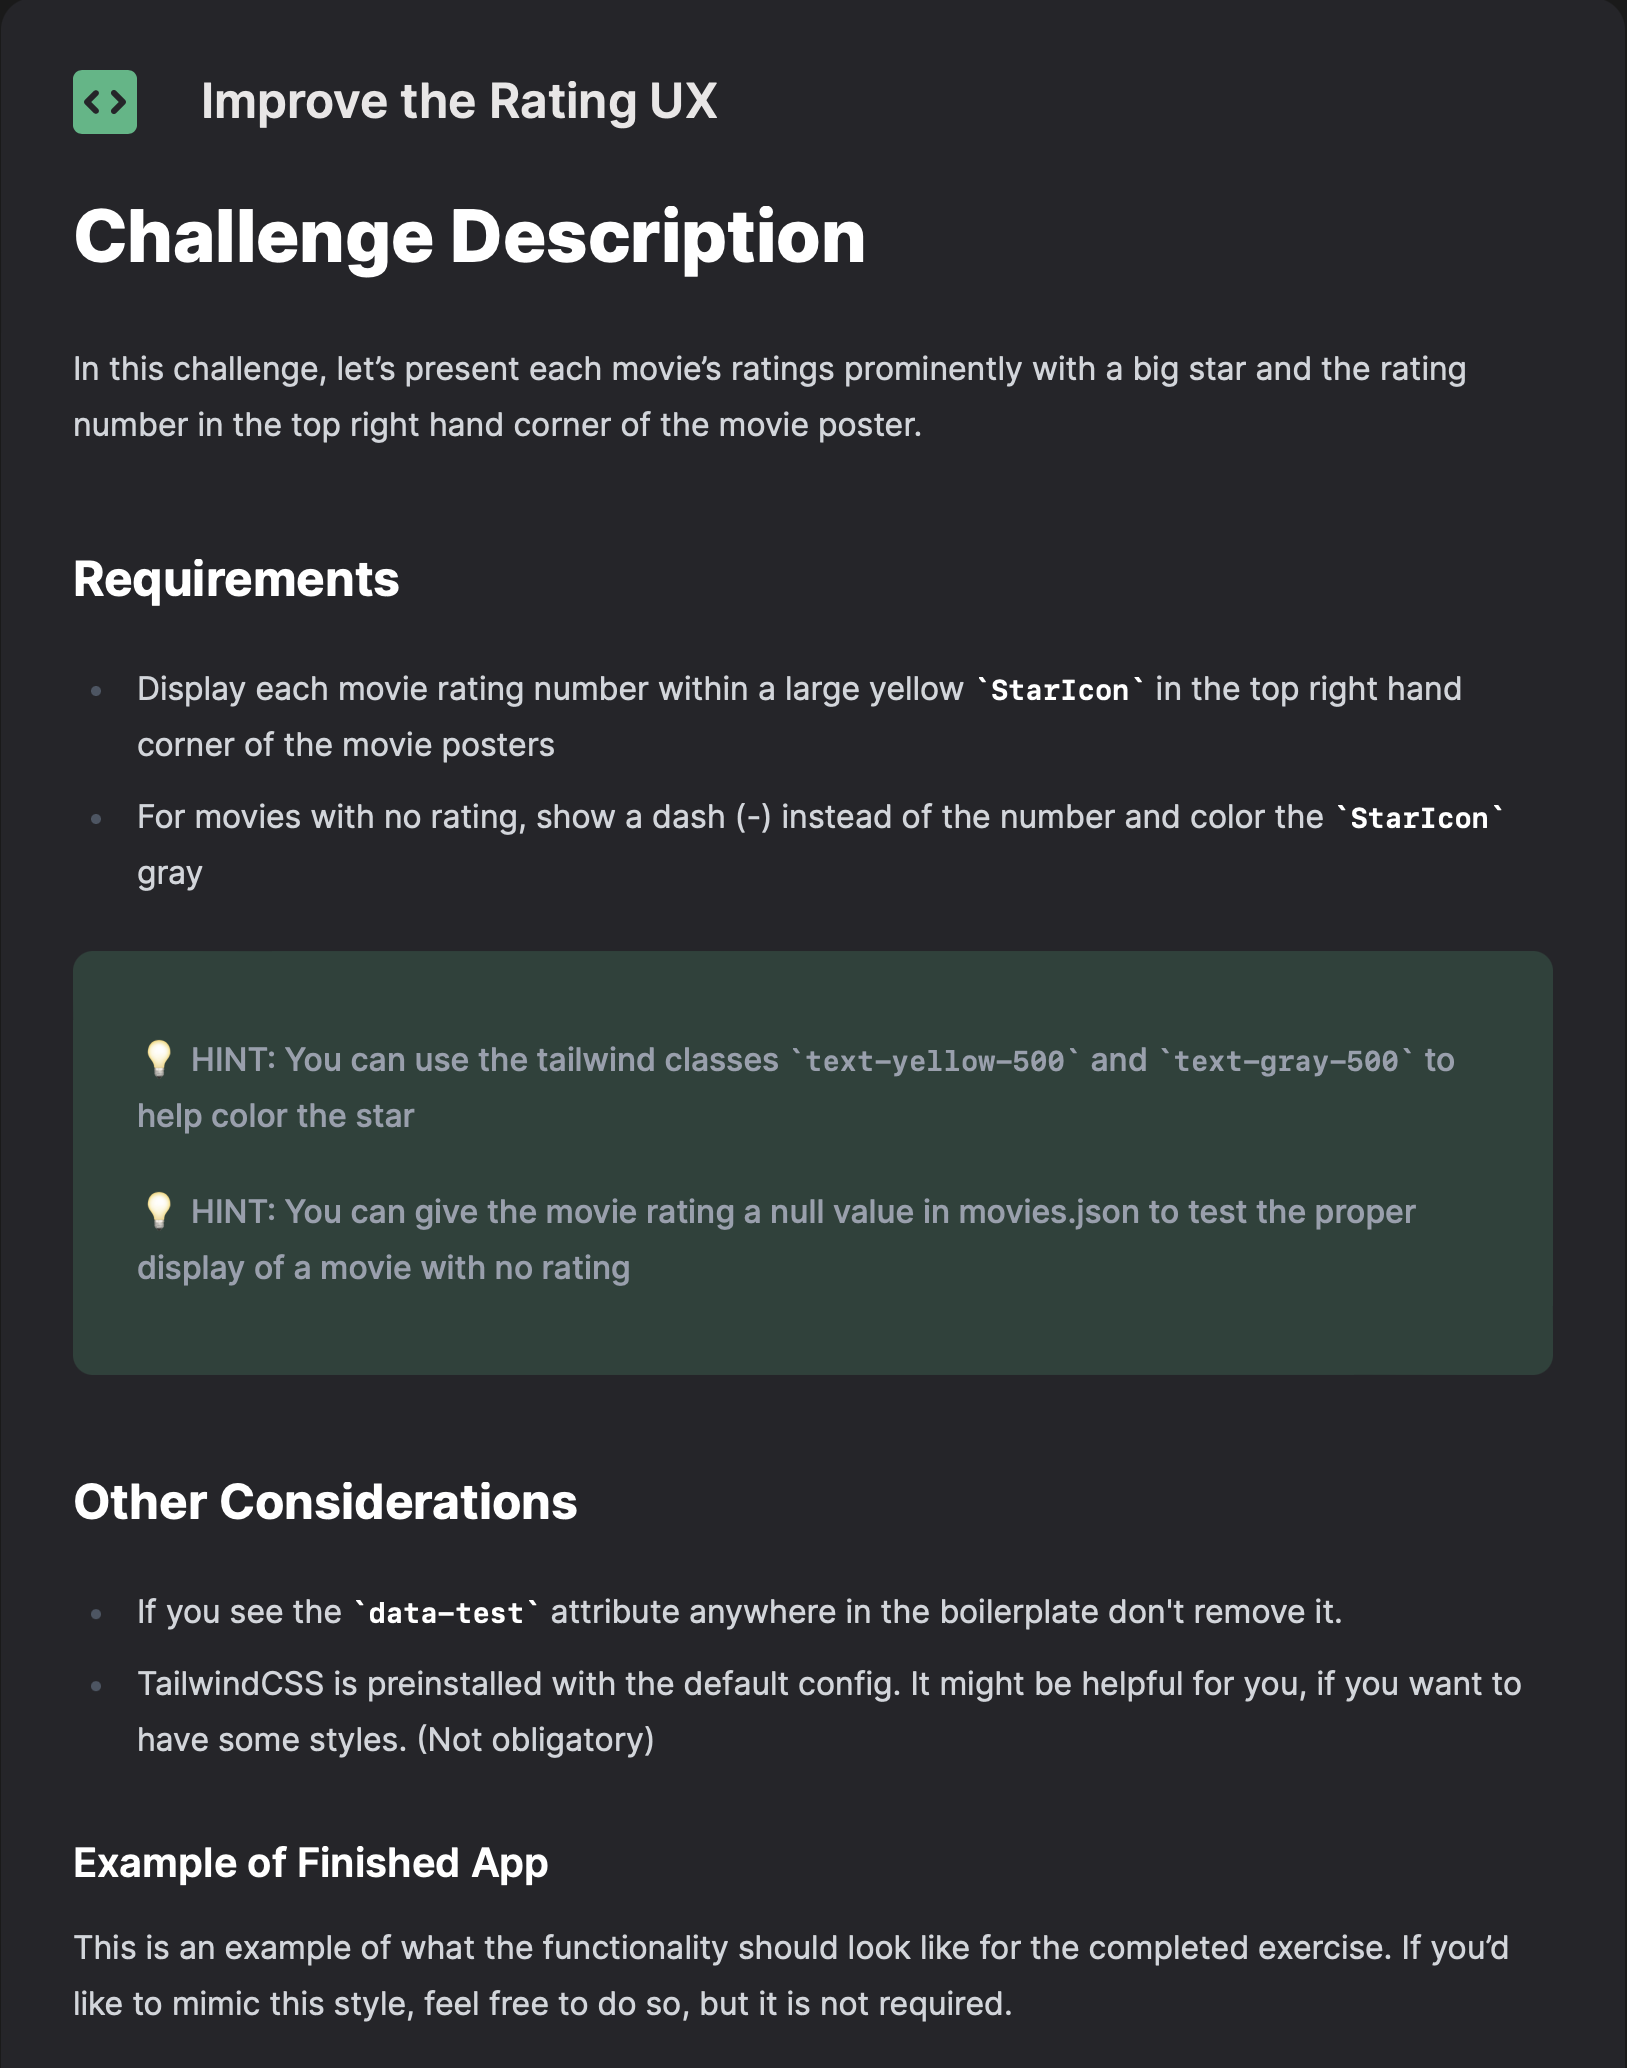 Improve the Rating UX
Challenge Description
In this challenge, let’s present each movie’s ratings prominently with a big star and the rating
number in the top right hand corner of the movie poster.
Requirements
Display each movie rating number within a large yellow `StarIcon` in the top right hand
corner of the movie posters
For movies with no rating, show a dash (-) instead of the number and color the `StarIcon`
gray
💡 HINT: You can use the tailwind classes `text-yellow-500` and `text-gray-500` to
help color the star
💡 HINT: You can give the movie rating a null value in movies.json to test the proper
display of a movie with no rating
Other Considerations
If you see the `data-test` attribute anywhere in the boilerplate don't remove it.
TailwindCSS is preinstalled with the default config. It might be helpful for you, if you want to
have some styles. (Not obligatory)
Example of Finished App
This is an example of what the functionality should look like for the completed exercise. If you’d
like to mimic this style, feel free to do so, but it is not required.